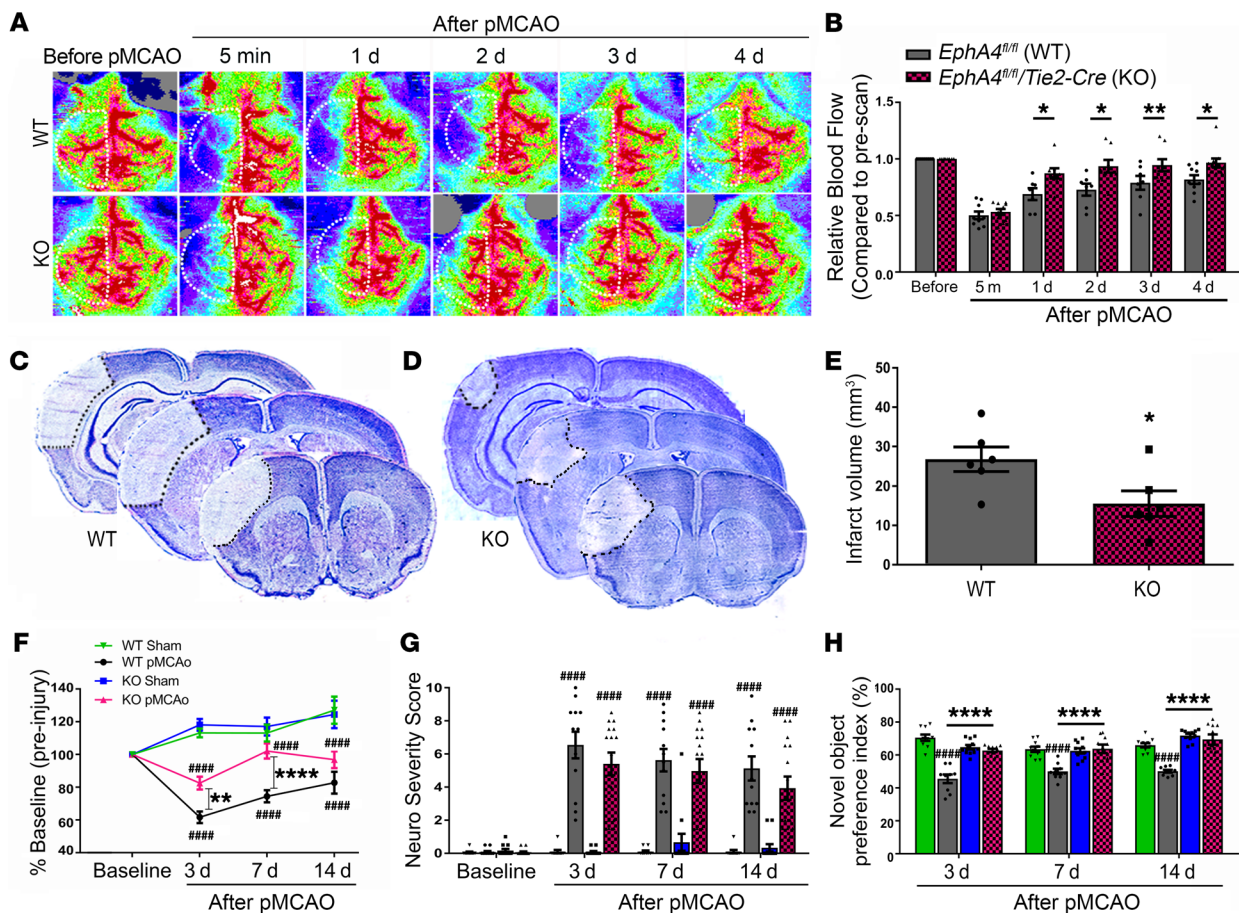 A
After pMCAO
Before pMCAO 5 min 1 d 2 d 3 d 4 d
WT
KO
B
EphA4fl/fl (WT)
EphA4fl/fl/Tie2-Cre (KO)
Relative Blood Flow
(Compared to pre-scan)
1.5
1.0
0.5
0.0
* * ** *
Before 5 m 1 d 2 d 3 d 4 d
After pMCAO
C
WT
D
KO
E
Infarct volume (mm3)
50
40
30
20
10
0
*
WT KO
F
WT Sham
WT pMCAo
KO Sham
KO pMCAo
% Baseline (pre-injury)
140
120
100
80
60
40
####
####
####
**
****
####
####
####
Baseline 3 d 7 d 14 d
After pMCAO
G
Neuro Severity Score
10
8
6
4
2
0
#### #### #### #### #### ####
Baseline 3 d 7 d 14 d
After pMCAO
H
Novel object
preference index (%)
100
80
60
40
20
0
**** **** ****
#### #### ####
3 d 7 d 14 d
After pMCAO